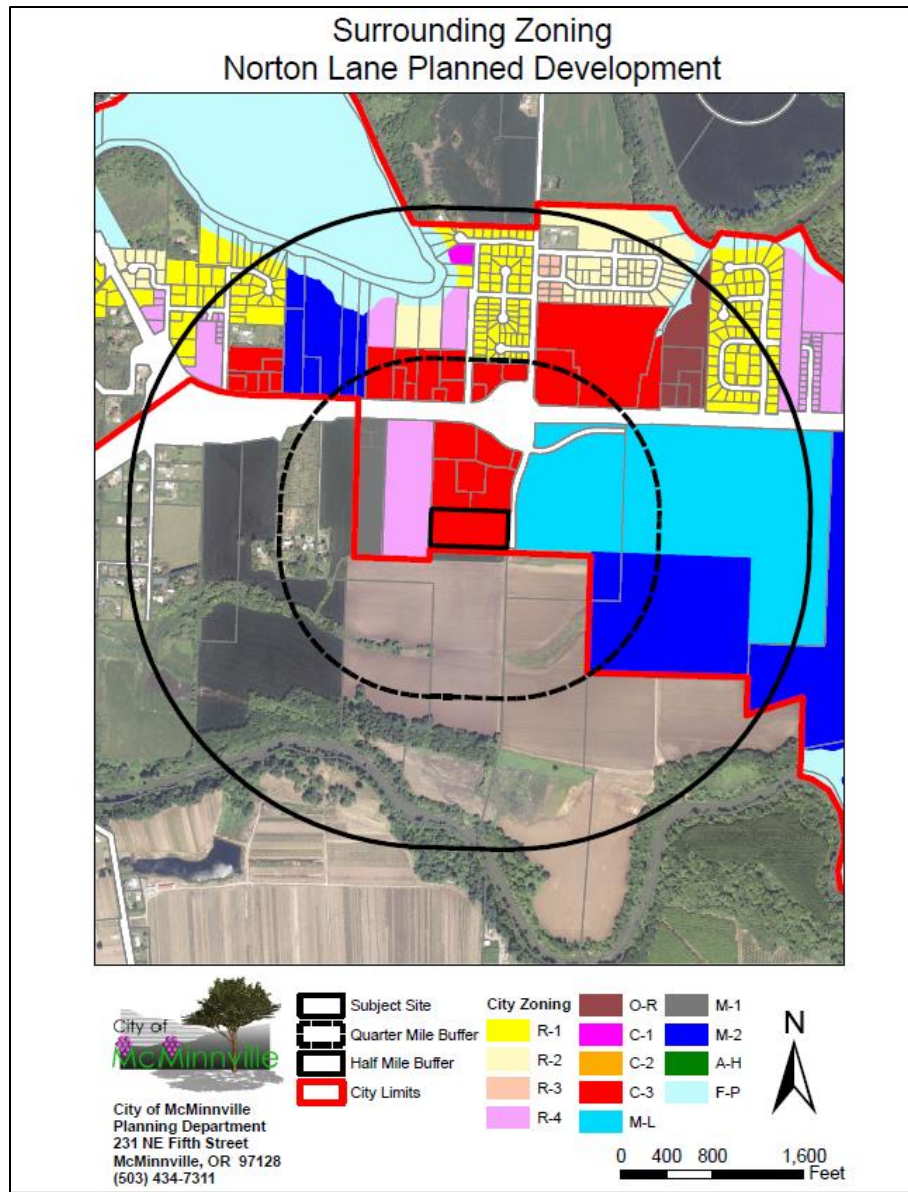 Surrounding Zoning
Norton Lane Planned Development
City of
McMinnville
City of McMinnville
Planning Department
231 NE Fifth Street
McMinnville, OR 97128
(503) 434-7311
Subject Site
Quarter Mile Buffer
Half Mile Buffer
City Limits
City Zoning
R-1
R-2
R-3
R-4
O-R
C-1
C-2
C-3
M-L
M-1
M-2
A-H
F-P
N
0 400 800 1,600
Feet